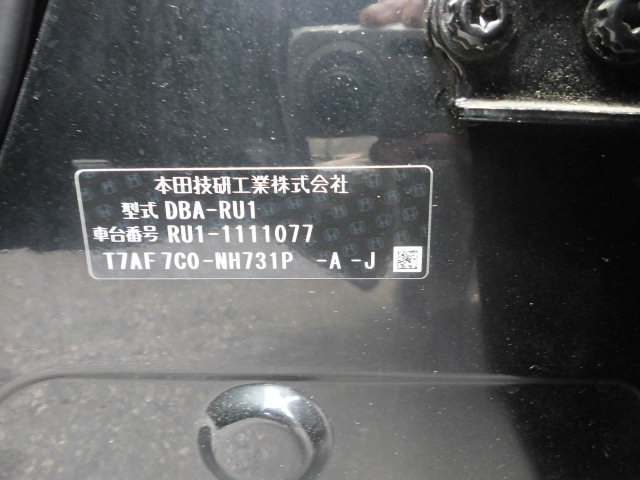 本田技研工業株式会社
型式 DBA-RU1
車台番号 RU1-1111077
T7AF 7C0-NH731P -A -J